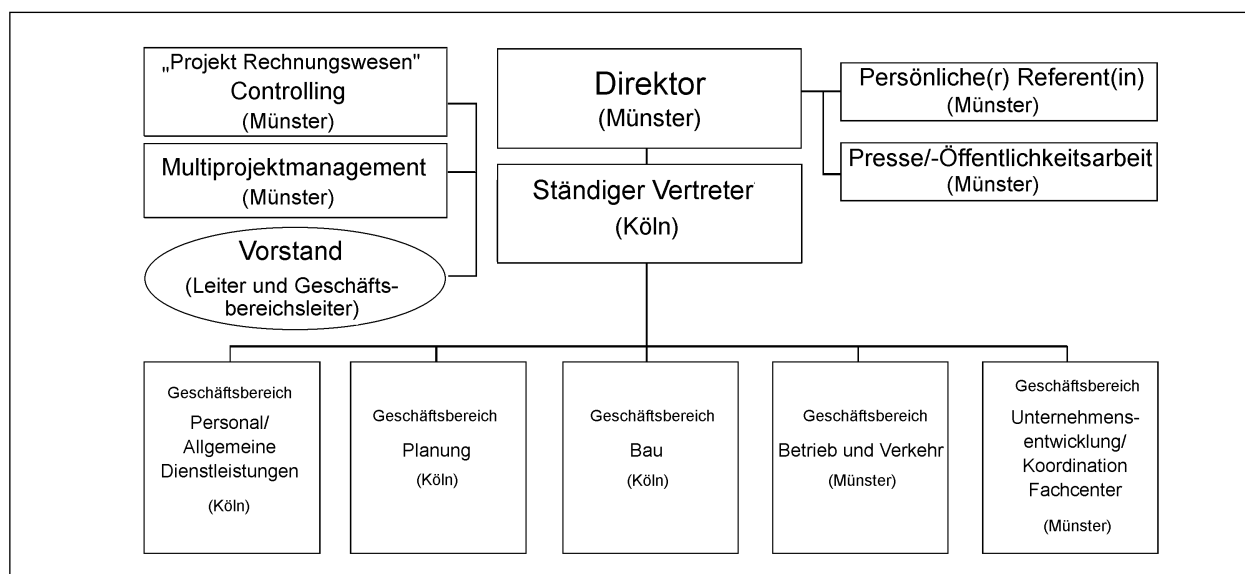 „Projekt Rechnungswesen"
Controlling
(Münster)
Multiprojektmanagement
(Münster)
Vorstand
(Leiter und Geschäfts-
bereichsleiter)
Direktor
(Münster)
Ständiger Vertreter
(Köln)
Persönliche(r) Referent(in)
(Münster)
Presse/-Öffentlichkeitsarbeit
(Münster)
Geschäftsbereich
Personal/
Allgemeine
Dienstleistungen
(Köln)
Geschäftsbereich
Planung
(Köln)
Geschäftsbereich
Bau
(Köln)
Geschäftsbereich
Betrieb und Verkehr
(Münster)
Geschäftsbereich
Unternehmens-
entwicklung/
Koordination
Fachcenter
(Münster)